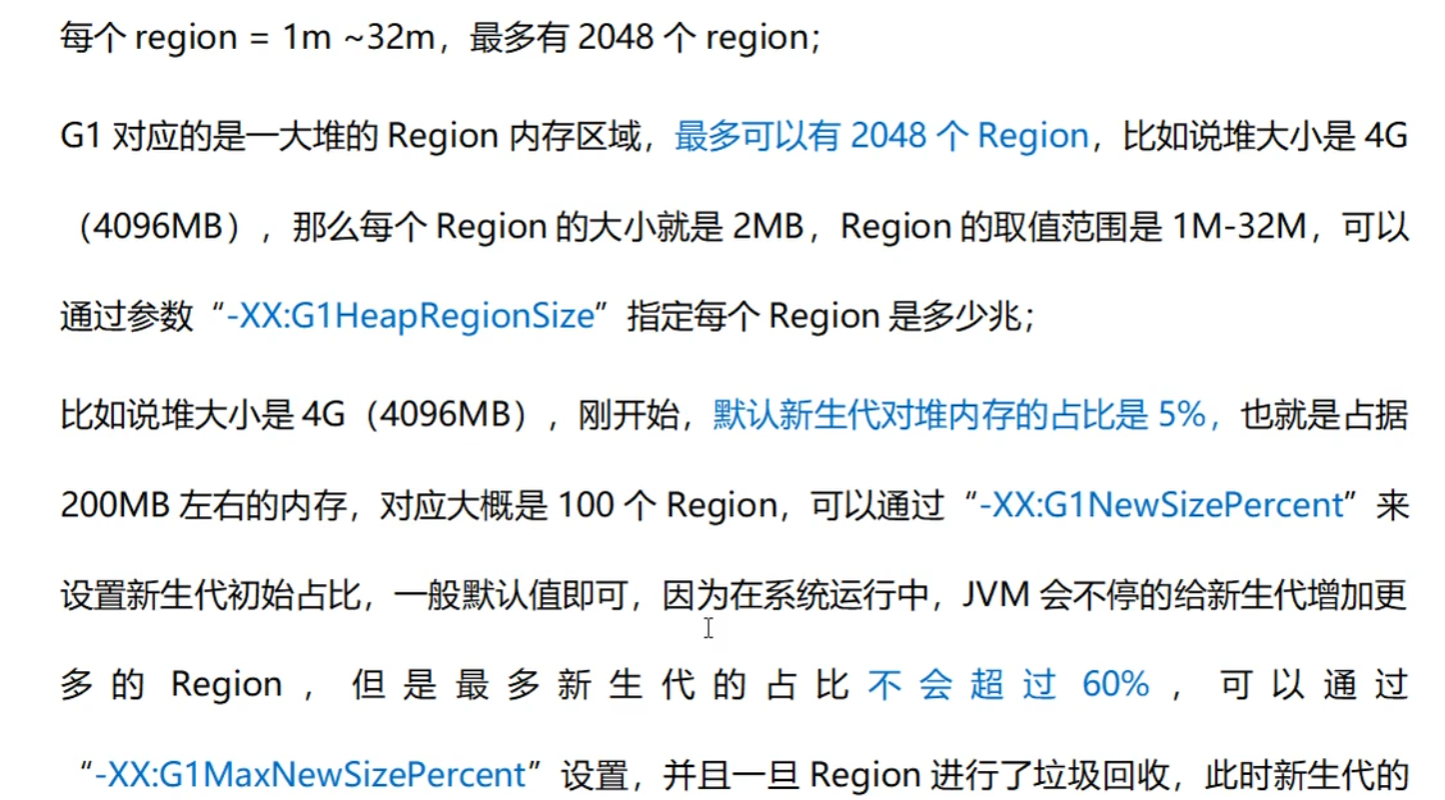 每个 region = 1m ~32m，最多有 2048 个 region；
G1 对应的是一大堆的 Region 内存区域，最多可以有 2048 个 Region，比如说堆大小是 4G
（4096MB），那么每个 Region 的大小就是 2MB，Region 的取值范围是 1M-32M，可以
通过参数“-XX:G1HeapRegionSize”指定每个 Region 是多少兆；
比如说堆大小是 4G（4096MB），刚开始，默认新生代对堆内存的占比是 5%，也就是占据
200MB 左右的内存，对应大概是 100 个 Region，可以通过“-XX:G1NewSizePercent”来
设置新生代初始占比，一般默认值即可，因为在系统运行中，JVM 会不停的给新生代增加更
多的 Region，但是最多新生代的占比不会超过 60%，可以通过
“-XX:G1MaxNewSizePercent”设置，并且一旦 Region 进行了垃圾回收，此时新生代的